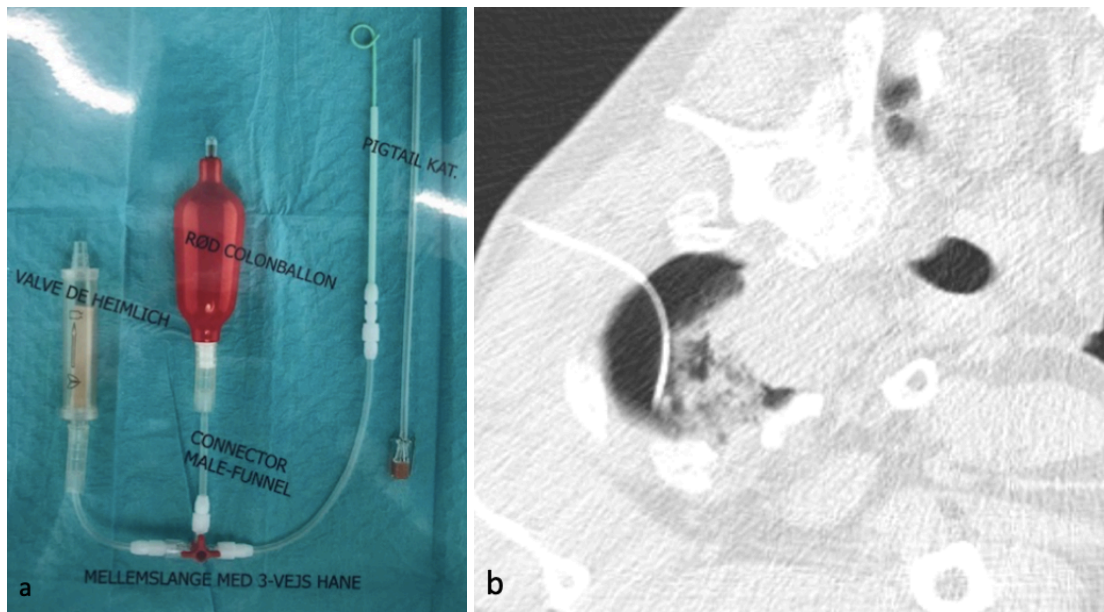 PIGTAIL KAT.
RØD COLONBALLON
VALVE DE HEIMLICH
CONNECTOR
MALE-FUNNEL
MELLEMSLANGE MED 3-VEJS HANE
a
b